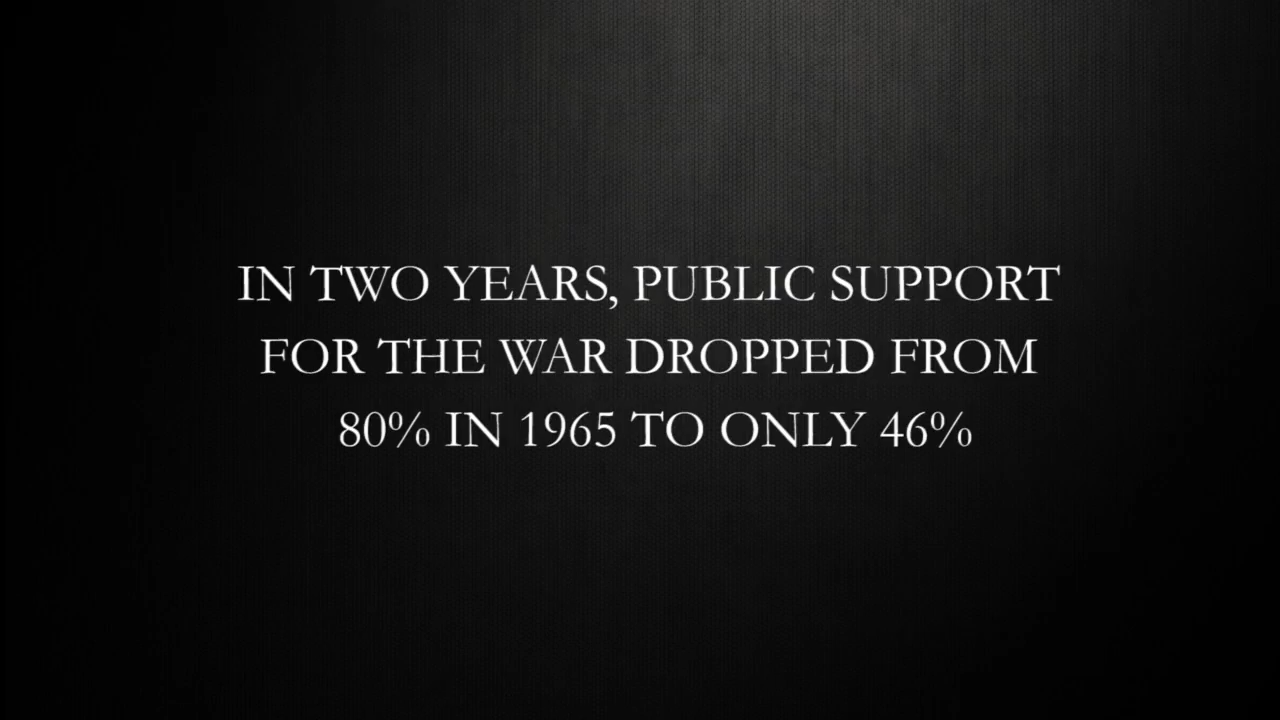 IN TWO YEARS, PUBLIC SUPPORT
FOR THE WAR DROPPED FROM
80% IN 1965 TO ONLY 46%